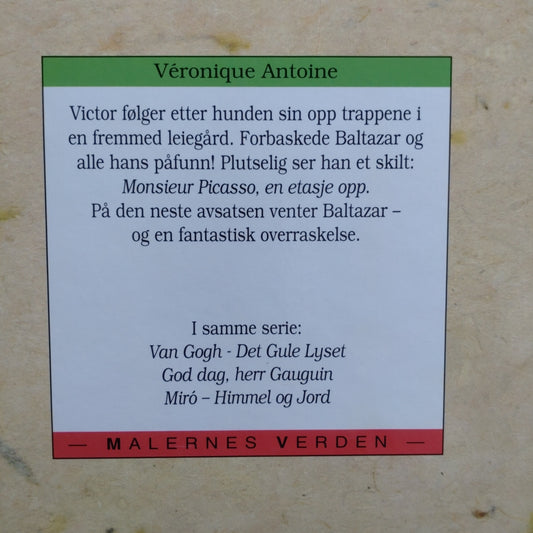 Véronique Antoine
Victor følger etter hunden sin opp trappene i
en fremmed leiegård. Forbaskede Baltazar og
alle hans påfunn! Plutselig ser han et skilt:
Monsieur Picasso, en etasje opp.
På den neste avsatsen venter Baltazar –
og en fantastisk overraskelse.
I samme serie:
Van Gogh - Det Gule Lyset
God dag, herr Gauguin
Miró – Himmel og Jord
— MALERNES VERDEN —